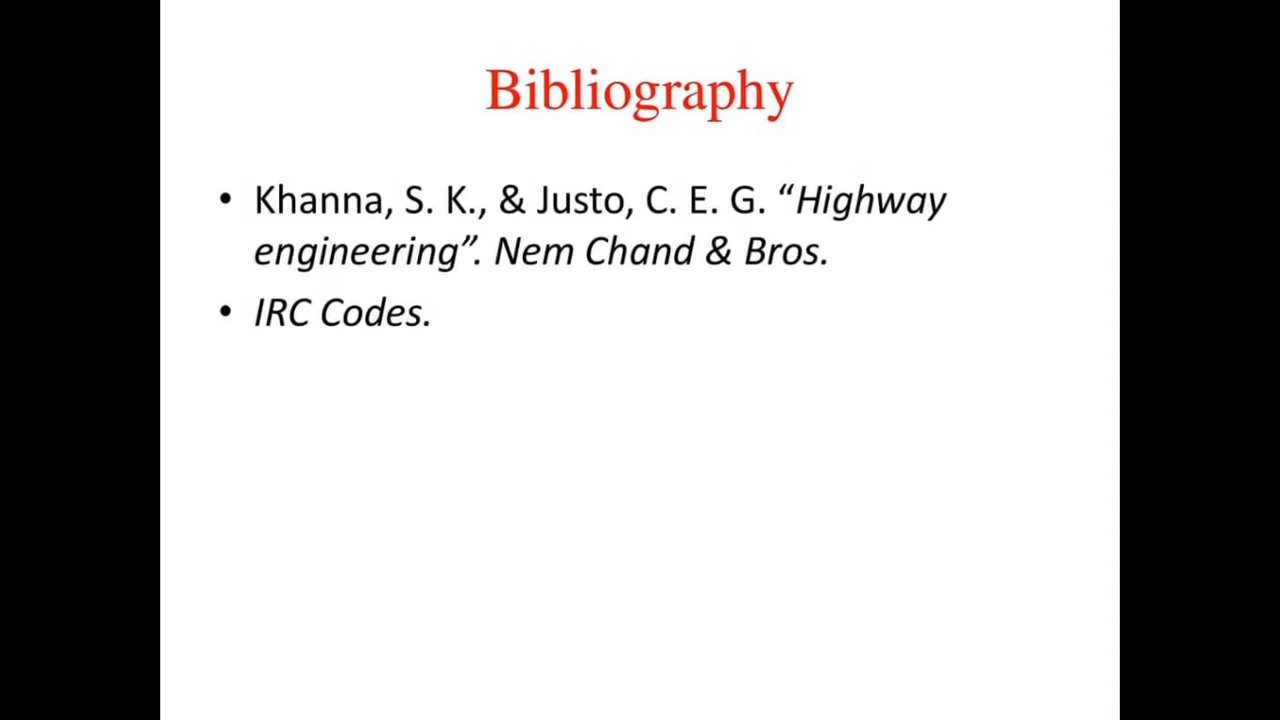 Bibliography
• Khanna, S. K., & Justo, C. E. G. “Highway
engineering”. Nem Chand & Bros.
• IRC Codes.